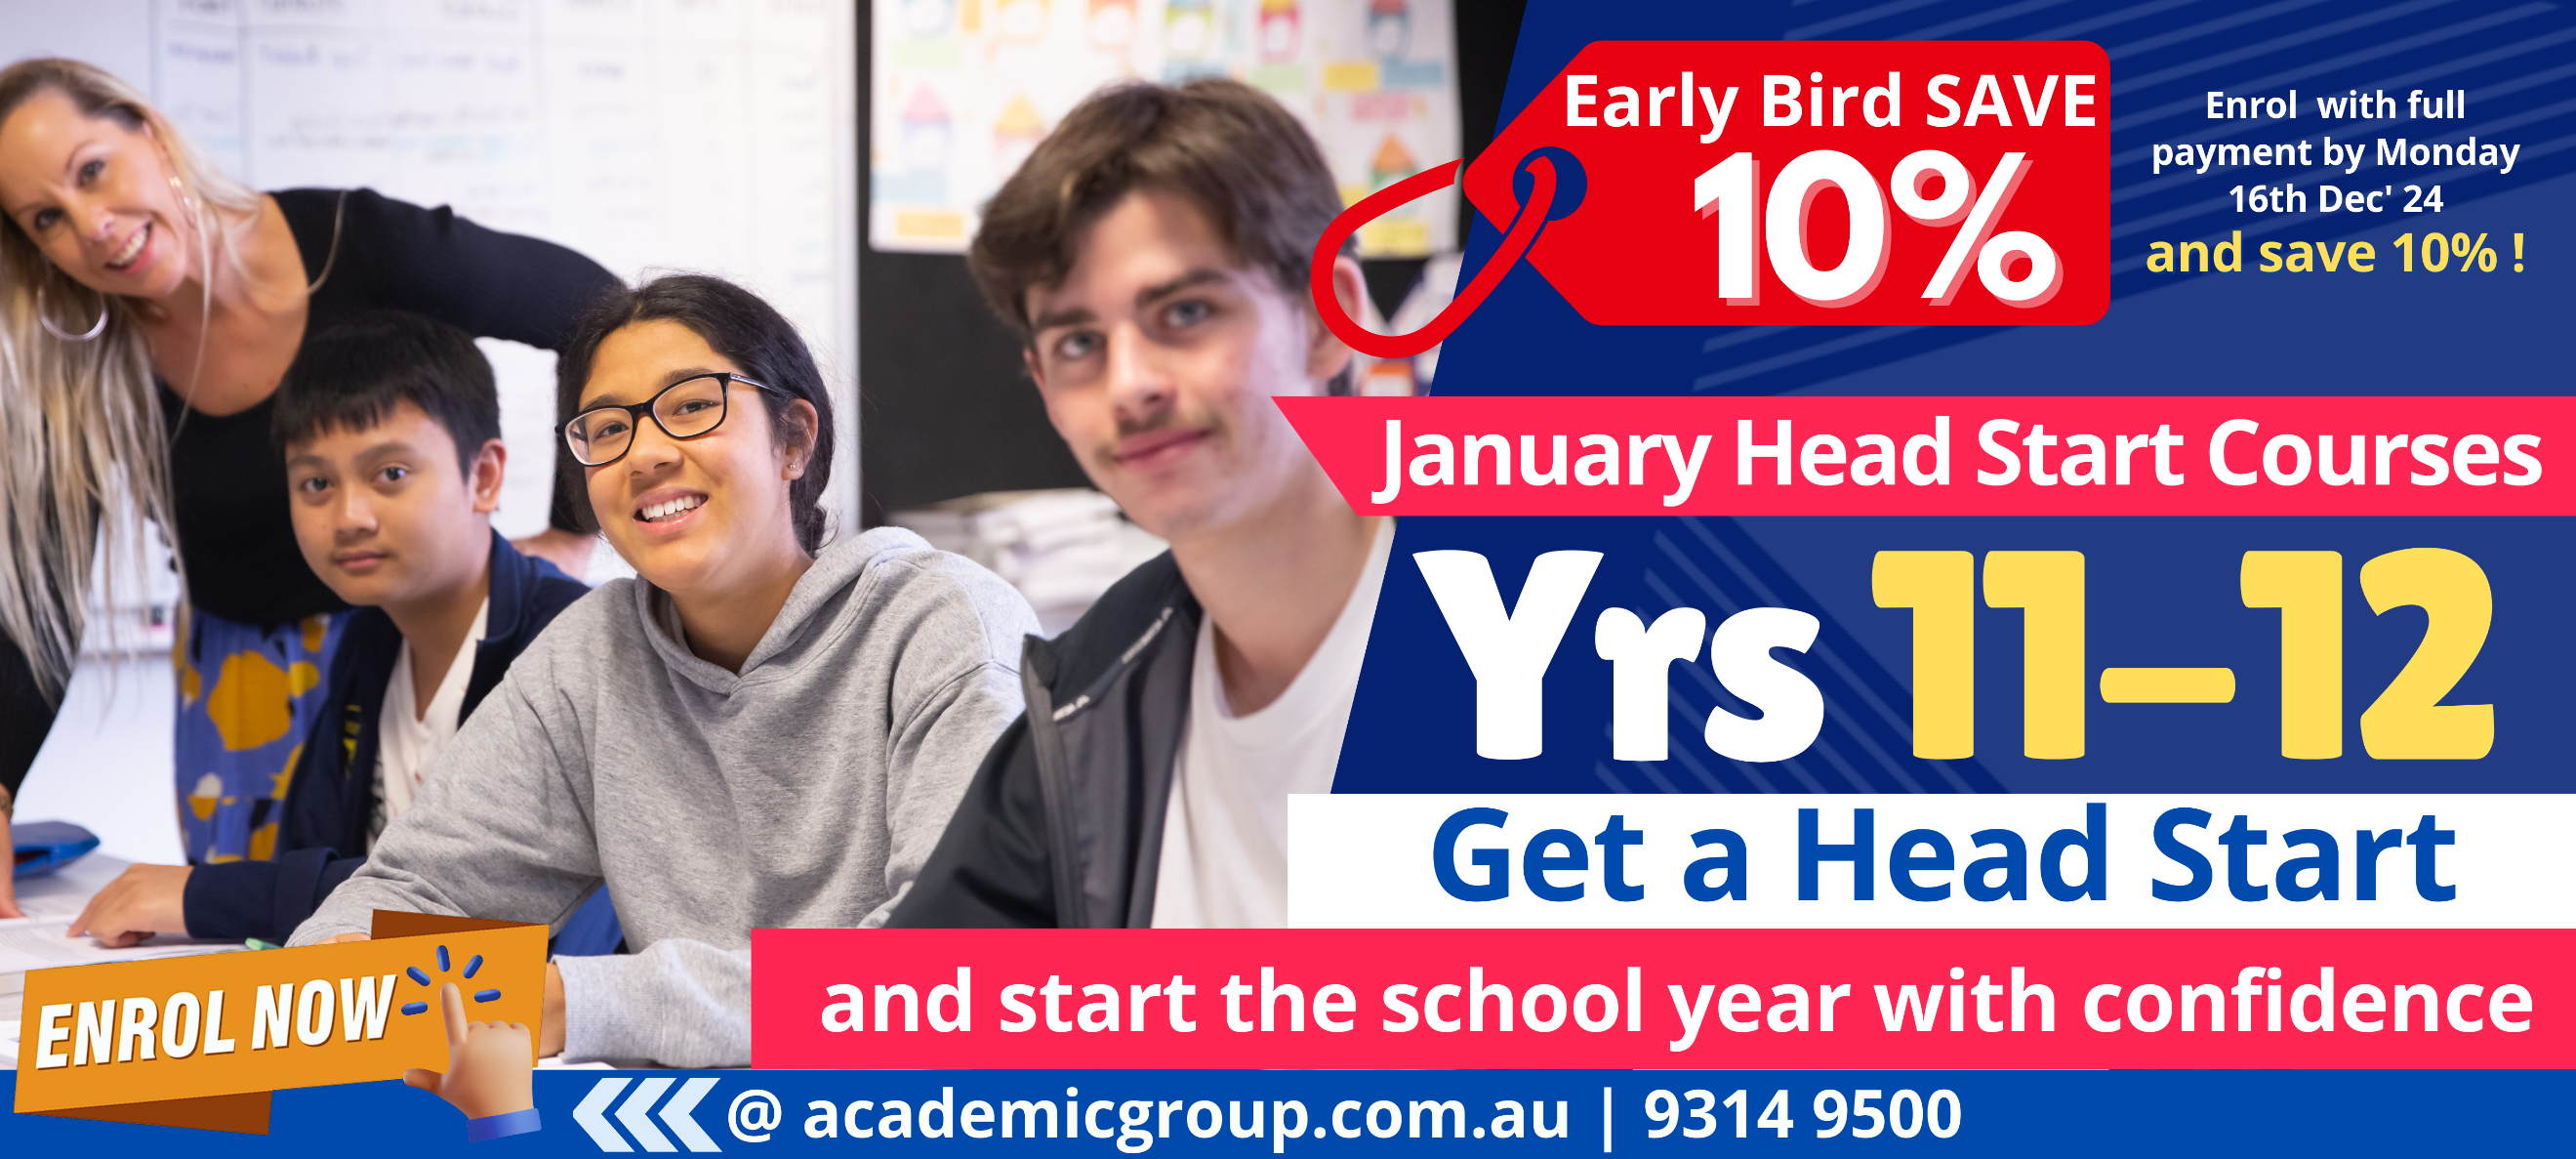 Early Bird SAVE
10%
Enrol with full
payment by Monday
16th Dec' 24
and save 10% !
January Head Start Courses
Yrs 11–12
Get a Head Start
and start the school year with confidence
ENROL NOW
@ academicgroup.com.au | 9314 9500